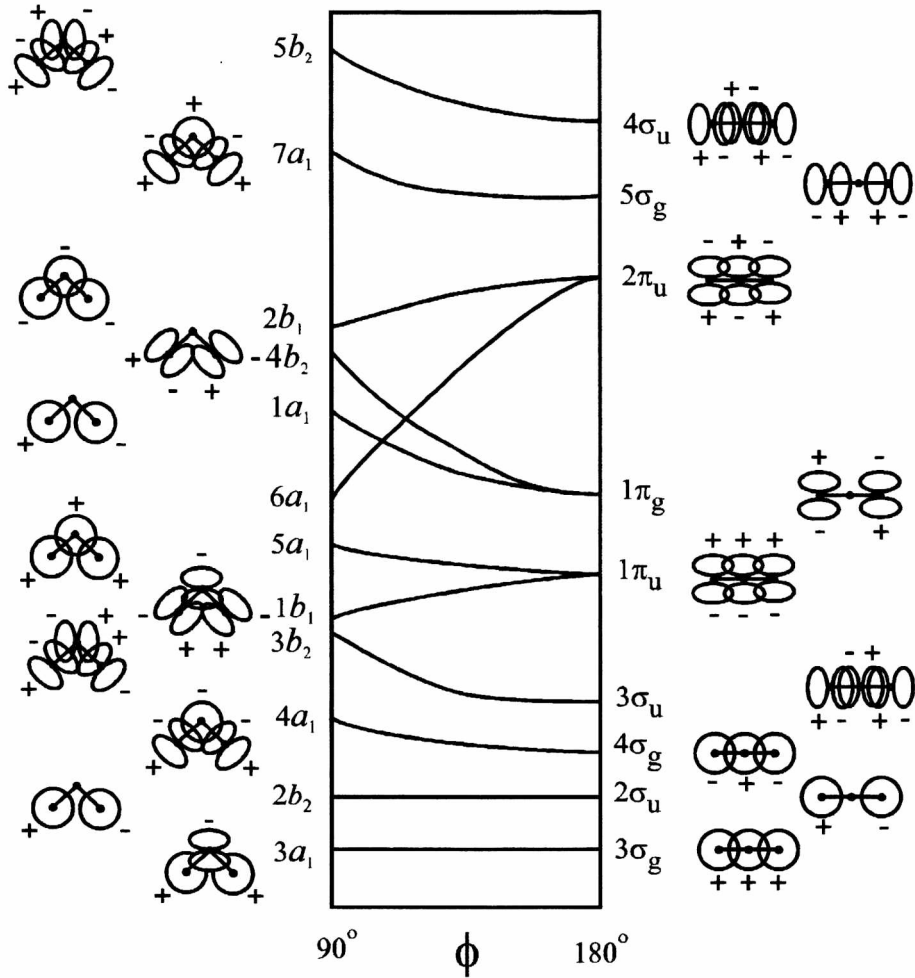 + -
- +
+ -
+
- -
+ +
-
- -
+ -
- +
+ -
+
+ +
-
- -
+ +
+
- +
+ -
-
- -
+ +
+ -
-
+ +
5b₂
7a₁
2b₁
4b₂
1a₁
6a₁
5a₁
1b₁
3b₂
4a₁
2b₂
3a₁
90° ϕ 180°
4σᵤ
5σg
2πᵤ
1πg
1πᵤ
3σᵤ
4σg
2σᵤ
3σg
+ -
+ - + -
- + + -
- + -
+ - +
+ -
- +
+ + +
- - -
- +
+ - + -
- + -
+ -
+ + +